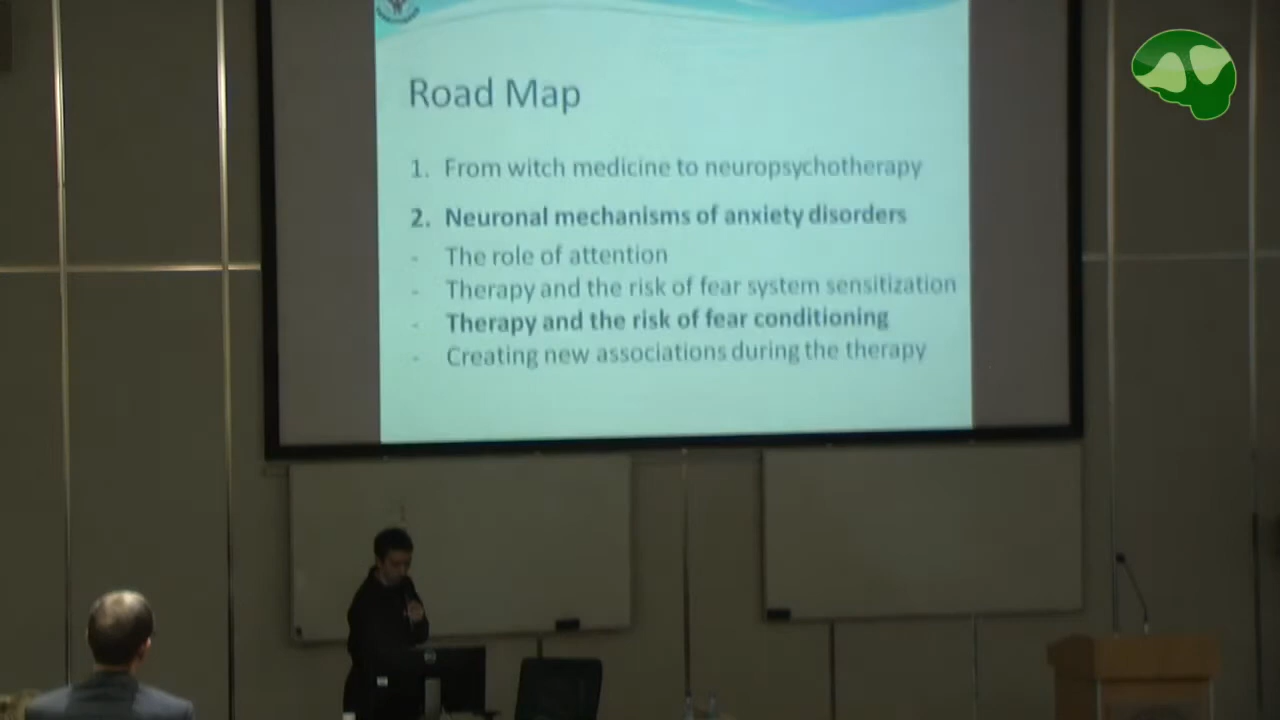 Road Map
1. From witch medicine to neuropsychotherapy
2. Neuronal mechanisms of anxiety disorders
- The role of attention
- Therapy and the risk of fear system sensitization
- Therapy and the risk of fear conditioning
- Creating new associations during the therapy